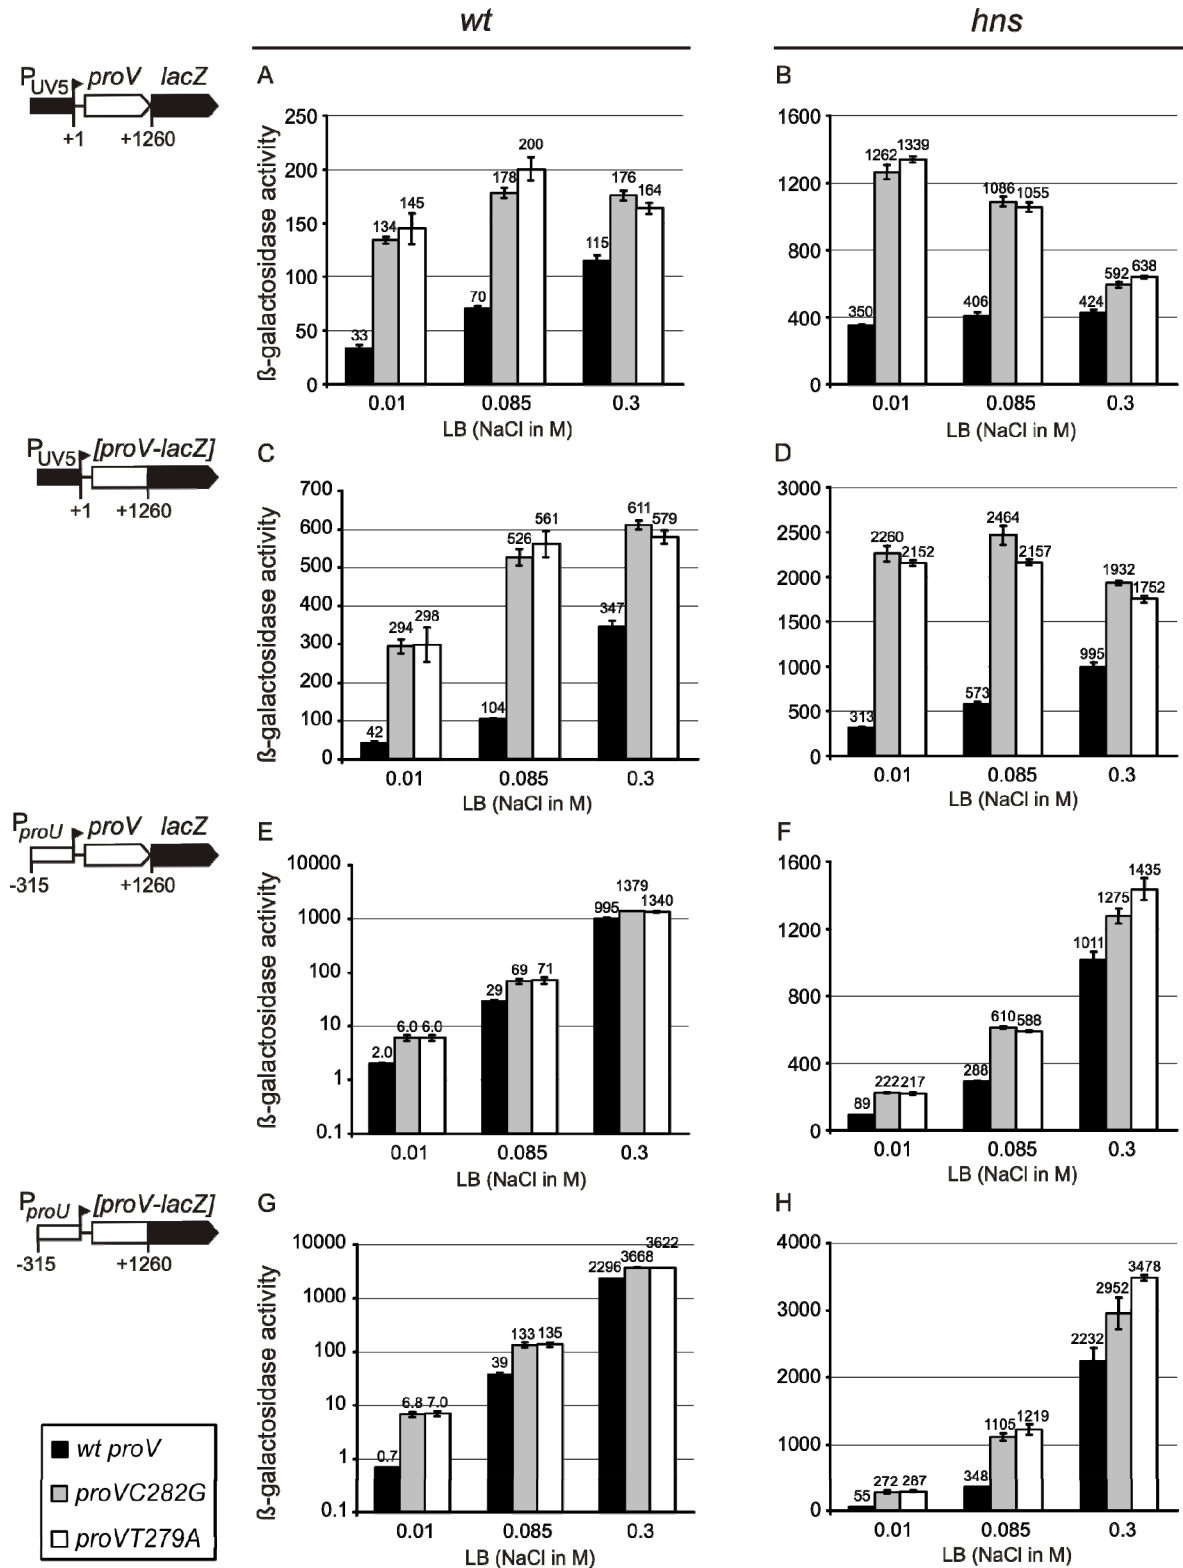 wt
hns
P UV5 proV lacZ
+1 +1260
A
ß-galactosidase activity
250
200
150
100
50
0
33 134 145
70 178 200
115 176 164
0.01 0.085 0.3
LB (NaCl in M)
B
1600
1200
800
400
0
350 1262 1339
406 1086 1055
424 592 638
0.01 0.085 0.3
LB (NaCl in M)
P UV5 [proV-lacZ]
+1 +1260
C
ß-galactosidase activity
700
600
500
400
300
200
100
0
42 294 298
104 526 561
347 611 579
0.01 0.085 0.3
LB (NaCl in M)
D
3000
2500
2000
1500
1000
500
0
313 2260 2152
573 2464 2157
995 1932 1752
0.01 0.085 0.3
LB (NaCl in M)
P proU proV lacZ
-315 +1260
E
ß-galactosidase activity
10000
1000
100
10
1
0.1
2.0 6.0 6.0
29 69 71
995 1379 1340
0.01 0.085 0.3
LB (NaCl in M)
F
1600
1200
800
400
0
89 222 217
288 610 588
1011 1275 1435
0.01 0.085 0.3
LB (NaCl in M)
P proU [proV-lacZ]
-315 +1260
G
ß-galactosidase activity
10000
1000
100
10
1
0.1
0.7 6.8 7.0
39 133 135
2296 3668 3622
0.01 0.085 0.3
LB (NaCl in M)
H
4000
3000
2000
1000
0
55 272 287
348 1105 1219
2232 2952 3478
0.01 0.085 0.3
LB (NaCl in M)
wt proV
proVC282G
proVT279A